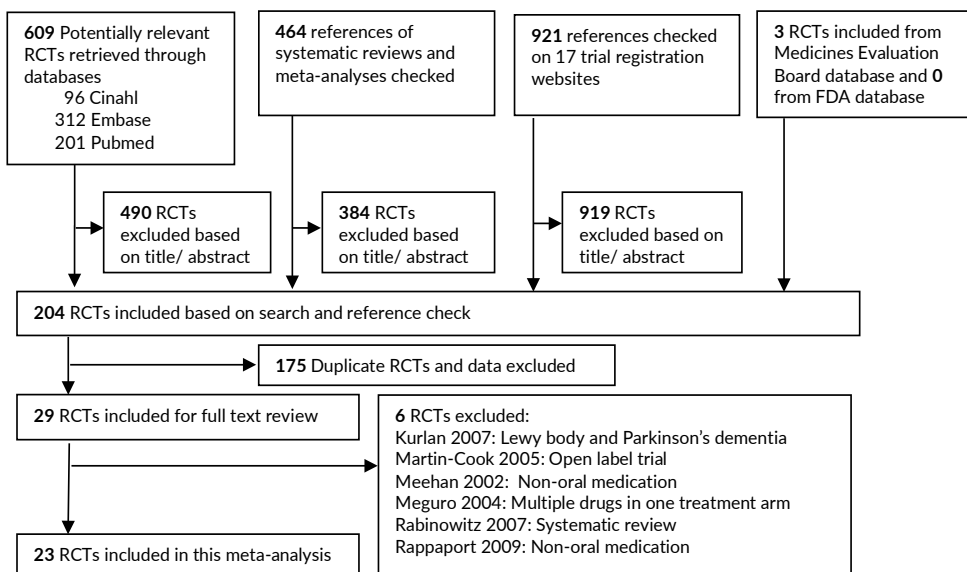 609 Potentially relevant
RCTs retrieved through
databases
96 Cinahl
312 Embase
201 Pubmed
464 references of
systematic reviews and
meta-analyses checked
921 references checked
on 17 trial registration
websites
3 RCTs included from
Medicines Evaluation
Board database and 0
from FDA database
490 RCTs
excluded based
on title/ abstract
384 RCTs
excluded based
on title/ abstract
919 RCTs
excluded based on
title/ abstract
204 RCTs included based on search and reference check
175 Duplicate RCTs and data excluded
29 RCTs included for full text review
6 RCTs excluded:
Kurlan 2007: Lewy body and Parkinson's dementia
Martin-Cook 2005: Open label trial
Meehan 2002: Non-oral medication
Meguro 2004: Multiple drugs in one treatment arm
Rabinowitz 2007: Systematic review
Rappaport 2009: Non-oral medication
23 RCTs included in this meta-analysis